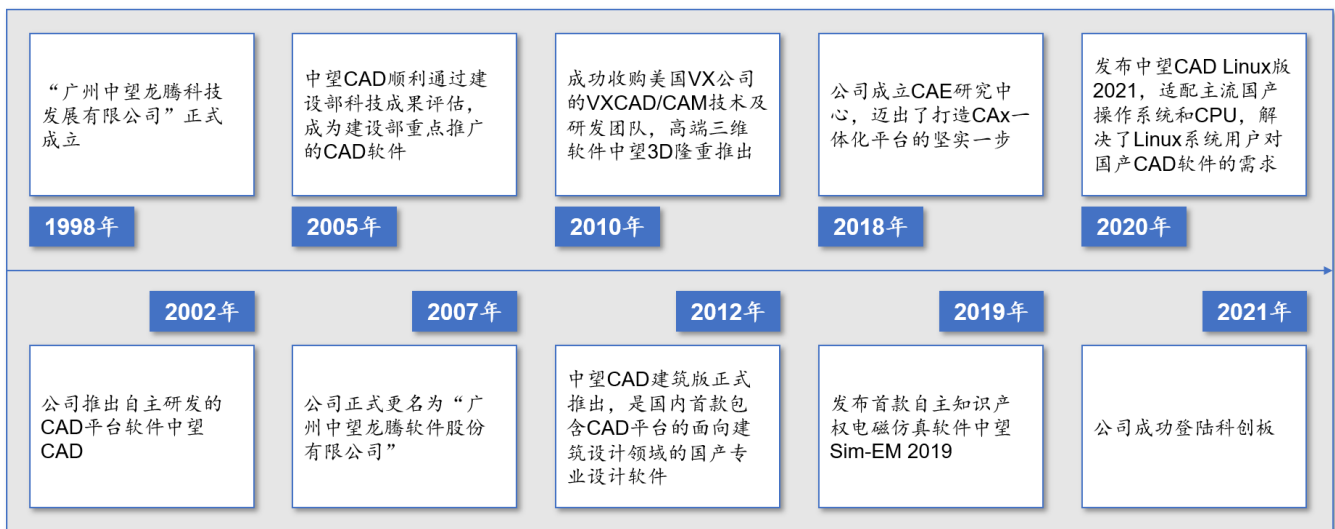 “广州中望龙腾科技
发展有限公司”正式
成立
1998年
中望CAD顺利通过建
设部科技成果评估，
成为建设部重点推广
的CAD软件
2005年
成功收购美国VX公司
的VXCAD/CAM技术及
研发团队，高端三维
软件中望3D隆重推出
2010年
公司成立CAE研究中
心，迈出了打造CAx一
体化平台的坚实一步
2018年
发布中望CAD Linux版
2021，适配主流国产
操作系统和CPU，解
决了Linux系统用户对
国产CAD软件的需求
2020年
2002年
公司推出自主研发的
CAD平台软件中望
CAD
2007年
公司正式更名为“广
州中望龙腾软件股份
有限公司”
2012年
中望CAD建筑版正式
推出，是国内首款包
含CAD平台的面向建
筑设计领域的国产专
业设计软件
2019年
发布首款自主知识产
权电磁仿真软件中望
Sim-EM 2019
2021年
公司成功登陆科创板